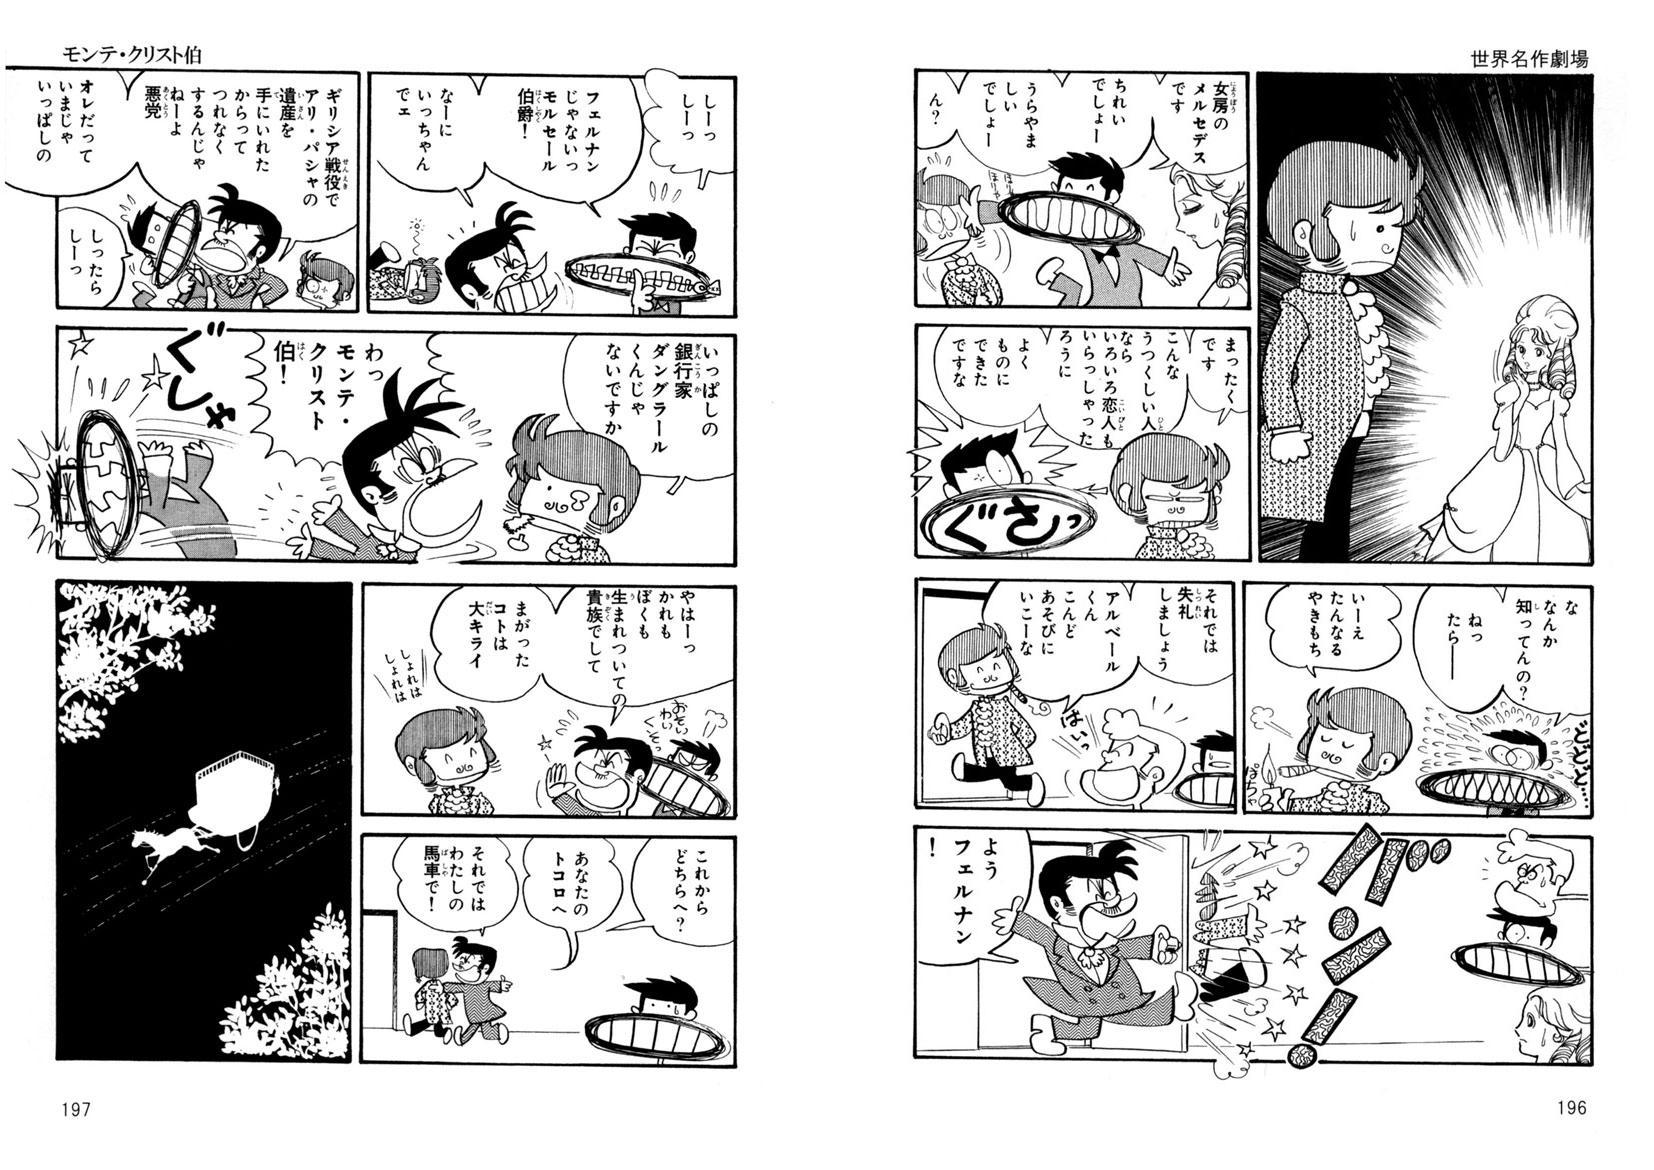 世界名作劇場
女房の
メルセデス
です
ちれい
でしょー
うらやま
しい
でしょー
ん?
まったく
です
こんな
うつくしい人
なら
いろいろ恋人も
いらっしゃった
ろうに
よく
ものに
できた
ですな
ぐさっ
な
なんか
知ってんの?
ねっ
たらー
どどど…
いーえ
たんなる
やきもち
ぽちゃ
それでは
失礼
しましょう
アルベール
くん
こんど
あそびに
いこーな
はいっ
バーン
よう
フェルナン
!
196
モンテ・クリスト伯
しーっ
しーっ
フェルナン
じゃないっ
モルセール
伯爵!
なーに
いっちゃん
でェ
ギリシア戦役で
アリ・パシャの
遺産を
手にいれた
からって
つれなく
するんじゃ
ねーよ
悪党
オレだって
いまじゃ
いっぱしの
しったら
しーっ
いっぱしの
銀行家
ダングラール
くんじゃ
ないですか
わっ
モンテ・
クリスト
伯!
ぐしゃ
やはーっ
かれも
ぼくも
生まれついての
貴族でして
まがった
コトは
大キライ
おそい
わい
くそっ
しょれは
しょれは
これから
どちらへ?
あなたの
トコロへ
それでは
わたしの
馬車で!
197